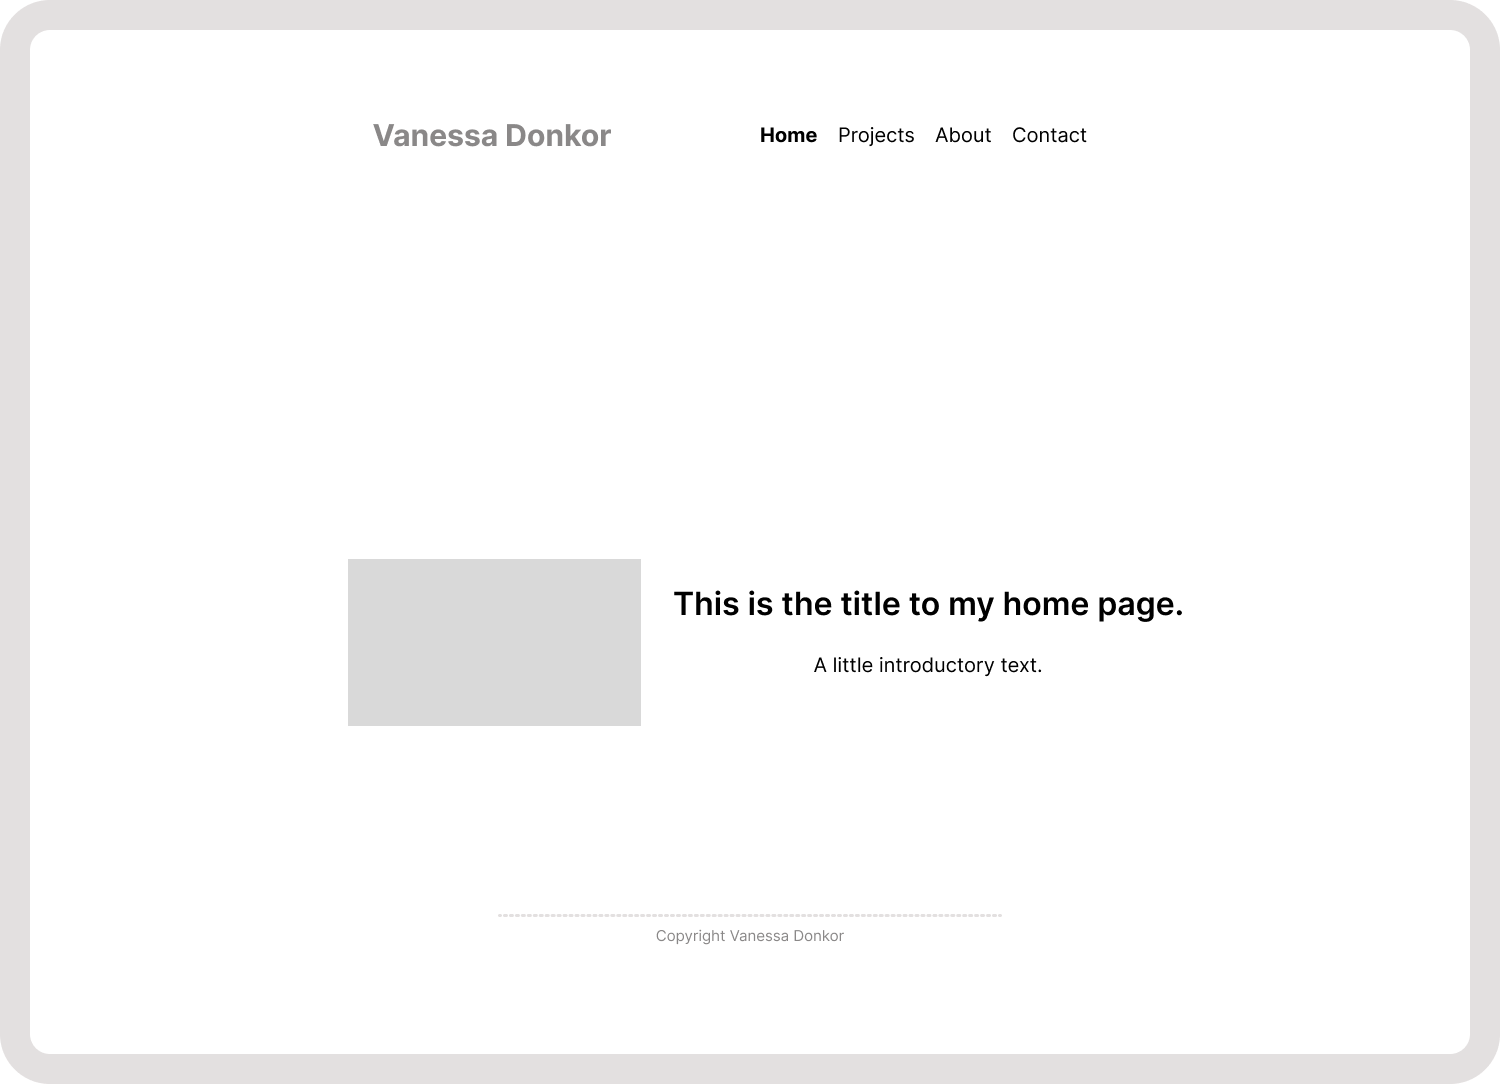 Vanessa Donkor
Home Projects About Contact
This is the title to my home page.
A little introductory text.
Copyright Vanessa Donkor